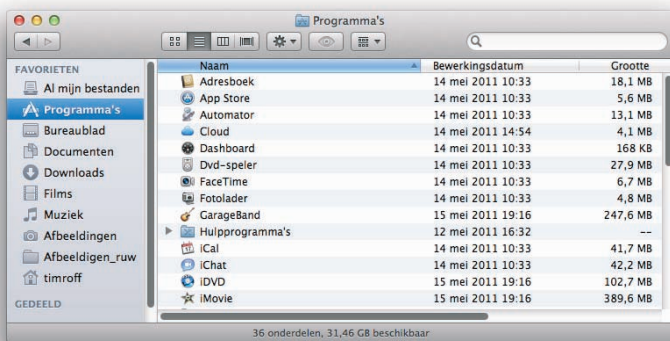 Programma's
FAVORIETEN
Al mijn bestanden
Programma's
Bureaublad
Documenten
Downloads
Films
Muziek
Afbeeldingen
Afbeeldigen_ruw
timroff
GEDEELD
Naam Bewerkingsdatum Grootte
Adresboek 14 mei 2011 10:33 18,1 MB
App Store 14 mei 2011 10:33 5,6 MB
Automator 14 mei 2011 10:33 13,1 MB
Cloud 14 mei 2011 14:54 4,1 MB
Dashboard 14 mei 2011 10:33 168 KB
Dvd-speler 14 mei 2011 10:33 27,9 MB
FaceTime 14 mei 2011 10:33 6,7 MB
Fotolader 14 mei 2011 10:33 4,8 MB
GarageBand 15 mei 2011 19:16 247,6 MB
Hulpprogramma's 12 mei 2011 16:32 --
iCal 14 mei 2011 10:33 41,7 MB
iChat 14 mei 2011 10:33 42,2 MB
iDVD 15 mei 2011 19:16 102,7 MB
iMovie 15 mei 2011 19:16 389,6 MB
36 onderdelen, 31,46 GB beschikbaar